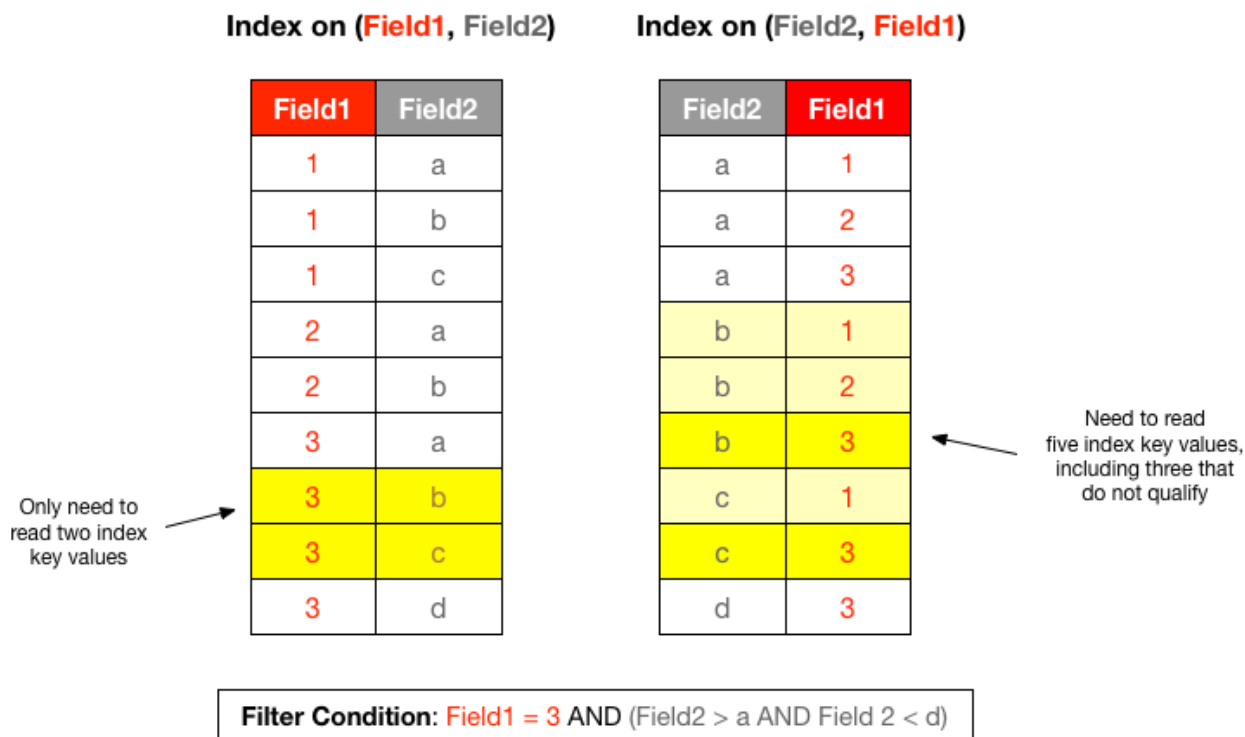 Index on (Field1, Field2)
Index on (Field2, Field1)
Field1 Field2
1 a
1 b
1 c
2 a
2 b
3 a
3 b
3 c
3 d
Field2 Field1
a 1
a 2
a 3
b 1
b 2
b 3
c 1
c 3
d 3
Only need to
read two index
key values
Need to read
five index key values,
including three that
do not qualify
Filter Condition: Field1 = 3 AND (Field2 > a AND Field 2 < d)